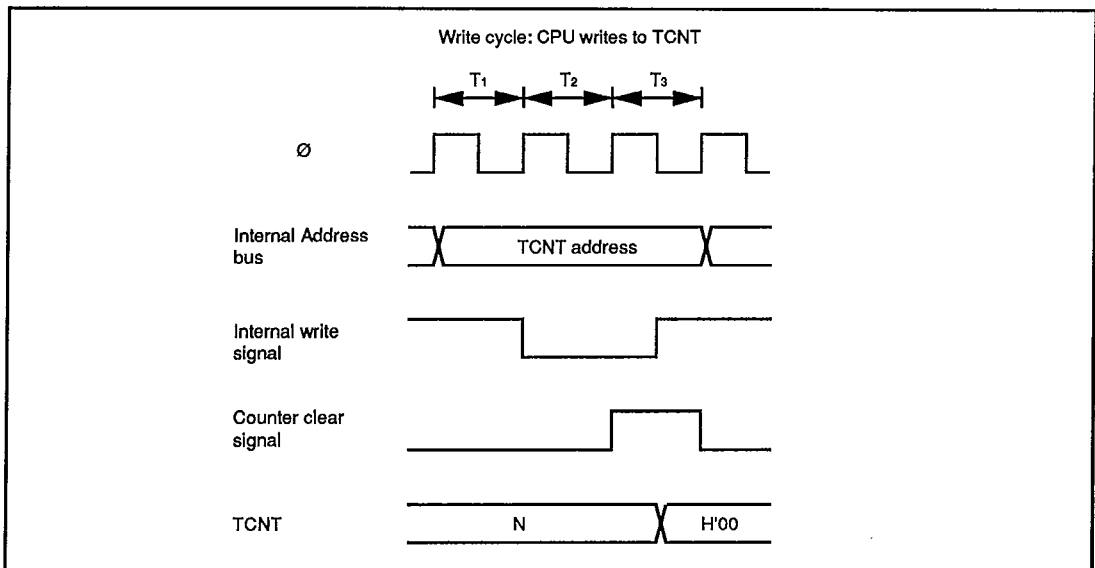 Write cycle: CPU writes to TCNT
T1 T2 T3
Ø
Internal Address
bus
TCNT address
Internal write
signal
Counter clear
signal
TCNT
N
H'00